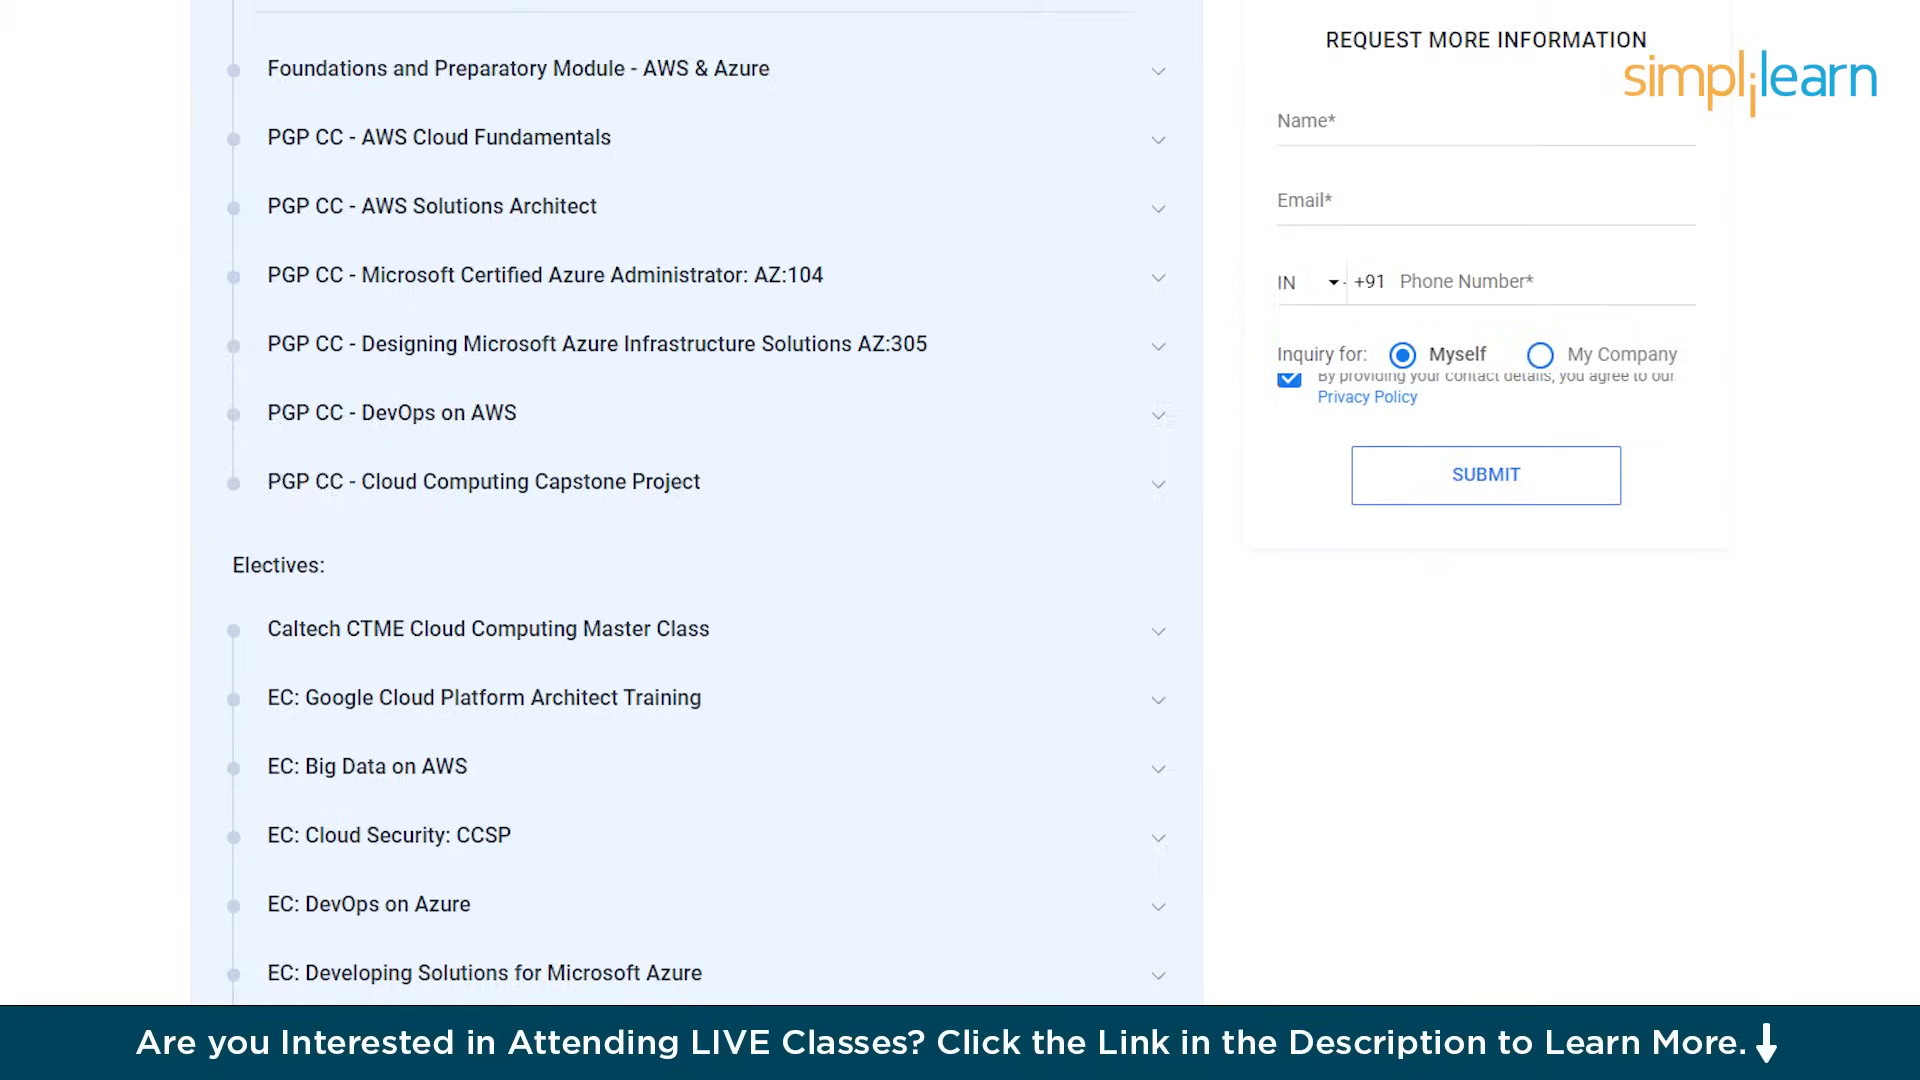 Foundations and Preparatory Module - AWS & Azure
PGP CC - AWS Cloud Fundamentals
PGP CC - AWS Solutions Architect
PGP CC - Microsoft Certified Azure Administrator: AZ:104
PGP CC - Designing Microsoft Azure Infrastructure Solutions AZ:305
PGP CC - DevOps on AWS
PGP CC - Cloud Computing Capstone Project
Electives:
Caltech CTME Cloud Computing Master Class
EC: Google Cloud Platform Architect Training
EC: Big Data on AWS
EC: Cloud Security: CCSP
EC: DevOps on Azure
EC: Developing Solutions for Microsoft Azure
REQUEST MORE INFORMATION
simplilearn
Name*
Email*
IN +91 Phone Number*
Inquiry for: Myself My Company
By providing your contact details, you agree to our
Privacy Policy
SUBMIT
Are you Interested in Attending LIVE Classes? Click the Link in the Description to Learn More.